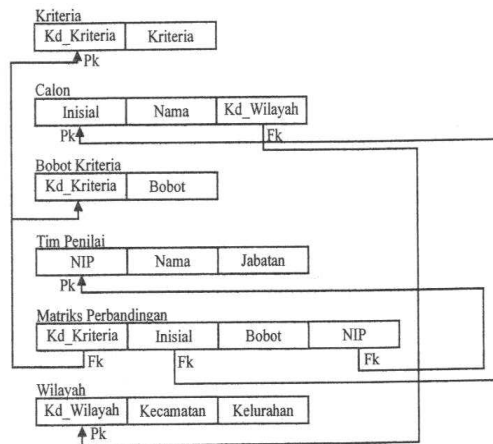 Kriteria
Kd_Kriteria Kriteria
Pk
Calon
Inisial Nama Kd_Wilayah
Pk Fk
Bobot Kriteria
Kd_Kriteria Bobot
Tim Penilai
NIP Nama Jabatan
Pk
Matriks Perbandingan
Kd_Kriteria Inisial Bobot NIP
Fk Fk Fk
Wilayah
Kd_Wilayah Kecamatan Kelurahan
Pk